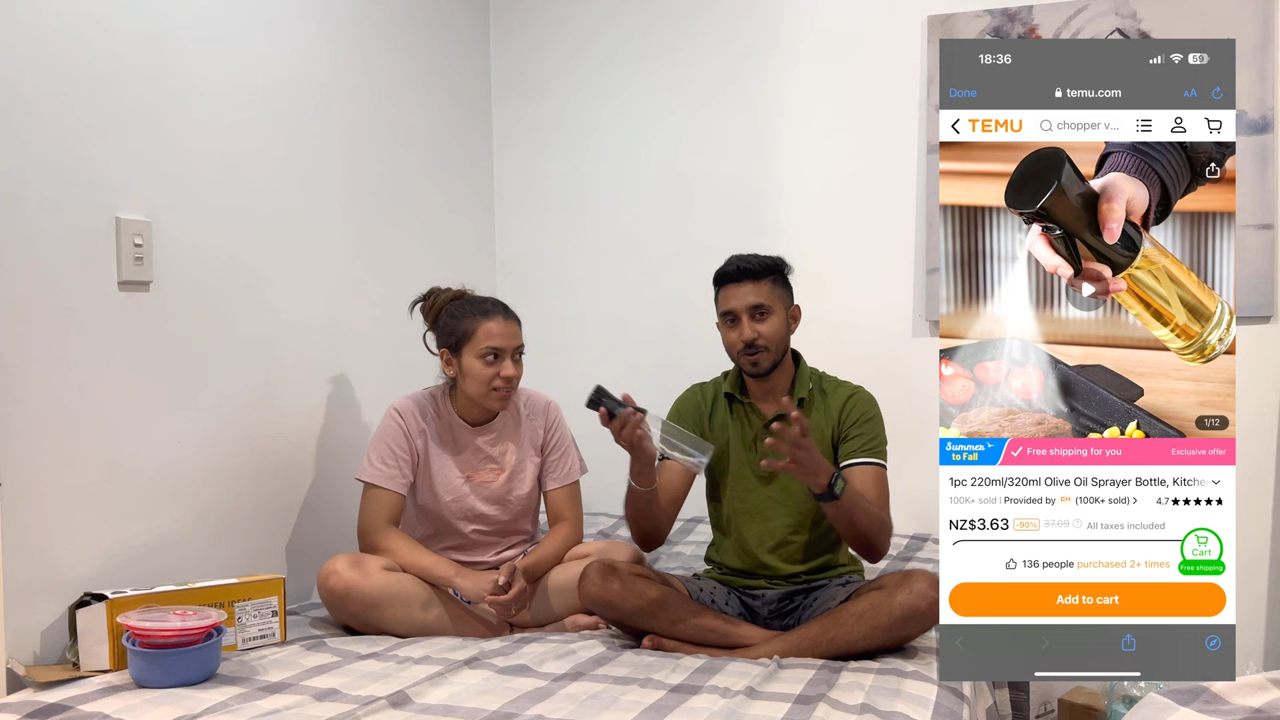 18:36
59
Done
temu.com
AA
TEMU
chopper v...
1/12
Summer
to Fall
Free shipping for you
Exclusive offer
1pc 220ml/320ml Olive Oil Sprayer Bottle, Kitche
100K+ sold | Provided by CH (100K+ sold)
4.7
NZ$3.63 -90% 37.09 All taxes included
Cart
Free shipping
136 people purchased 2+ times
Add to cart